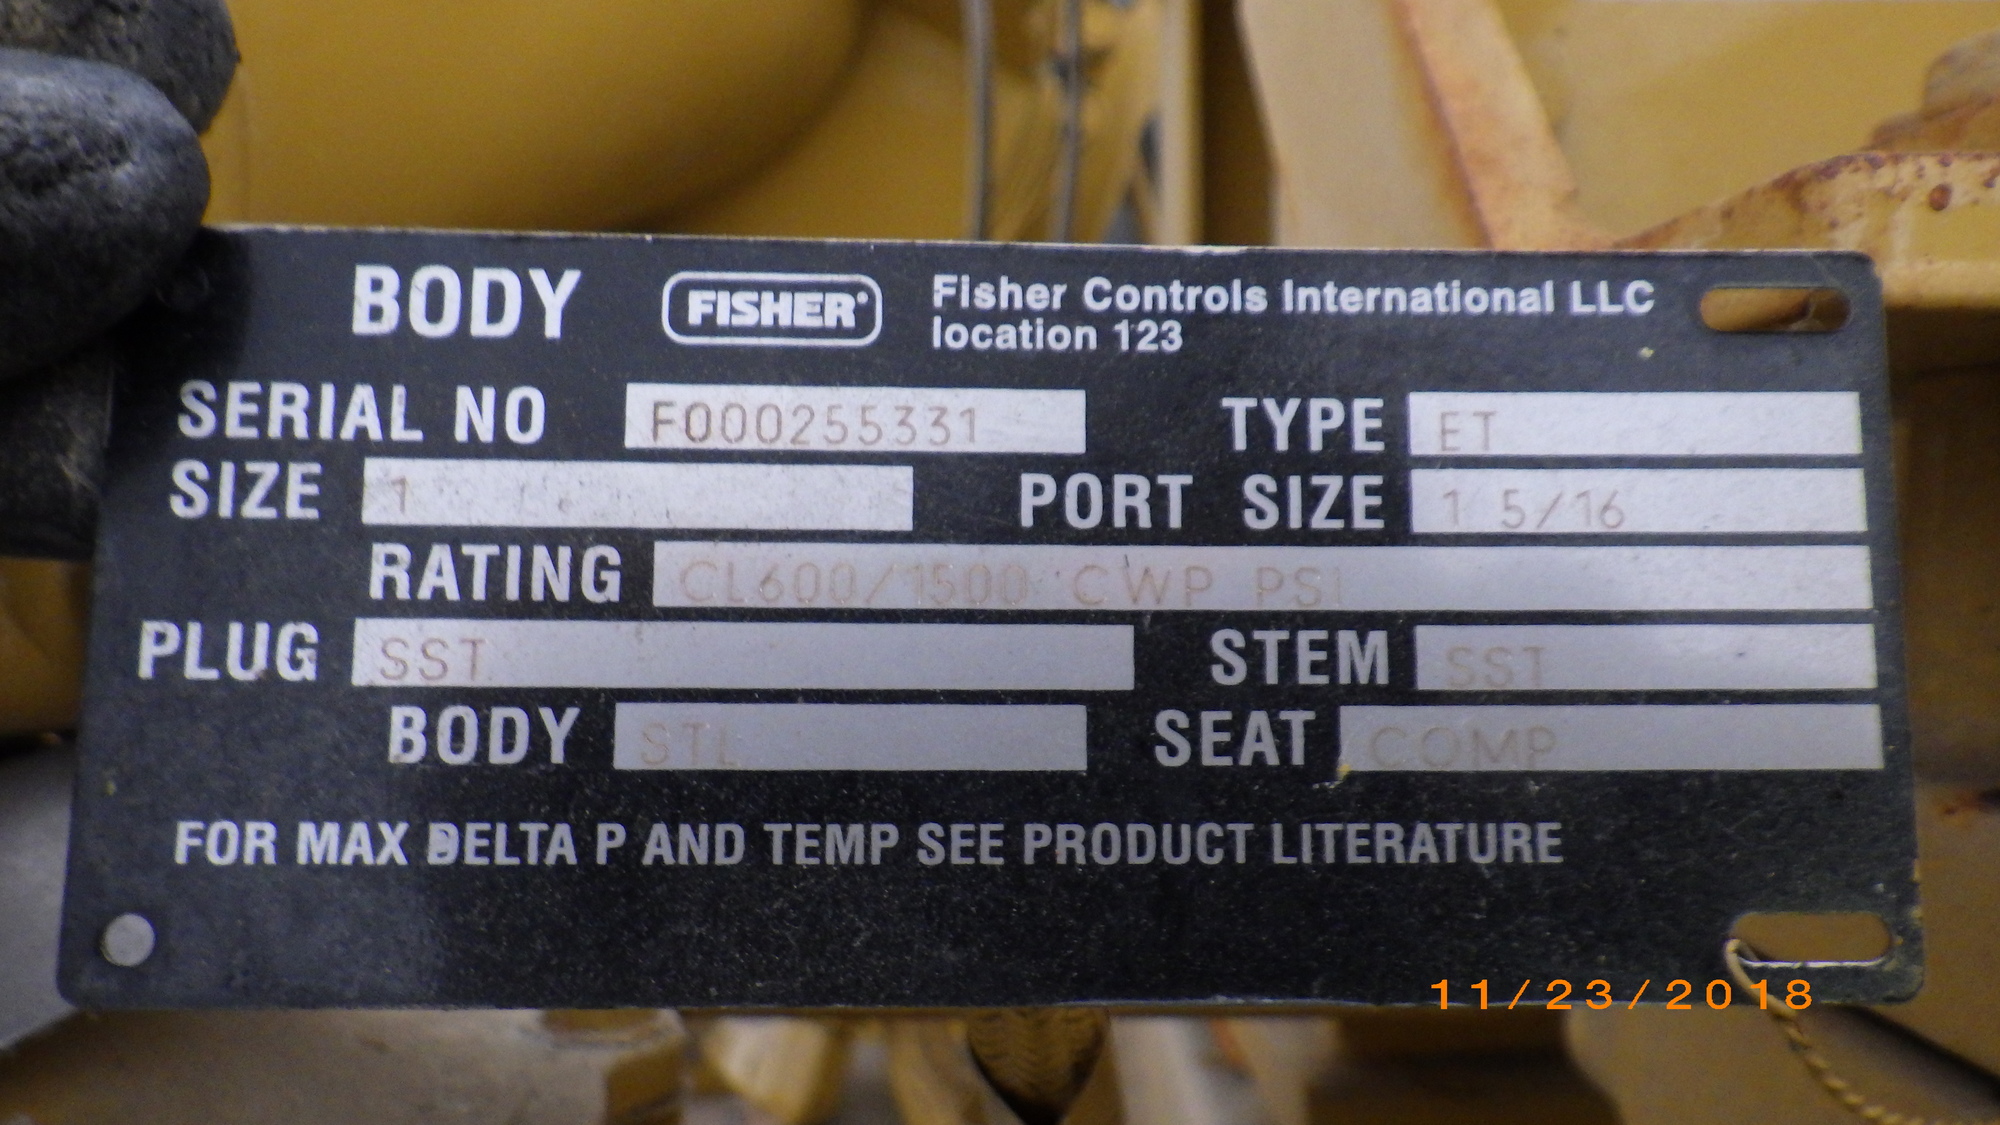 BODY FISHER® Fisher Controls International LLC
location 123
SERIAL NO F000255331 TYPE ET
SIZE 1 PORT SIZE 1 5/16
RATING CL600/1500 CWP PSI
PLUG SST STEM SST
BODY STL SEAT COMP
FOR MAX DELTA P AND TEMP SEE PRODUCT LITERATURE
11/23/2018